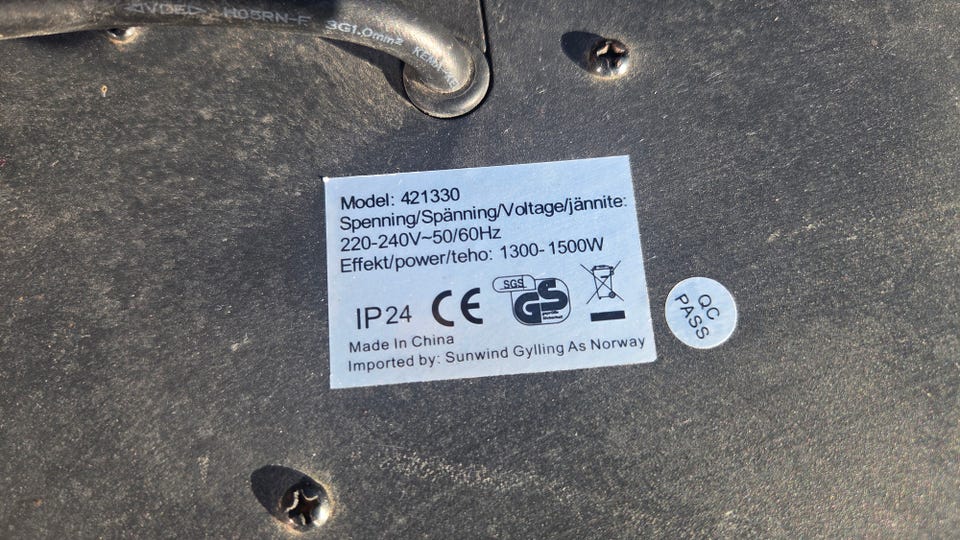 VDE H05RN-F 3G1.0mm²
Model: 421330
Spenning/Spänning/Voltage/jännite:
220-240V~50/60Hz
Effekt/power/teho: 1300-1500W
IP24 CE SGS GS
Made In China
Imported by: Sunwind Gylling As Norway
QC
PASS